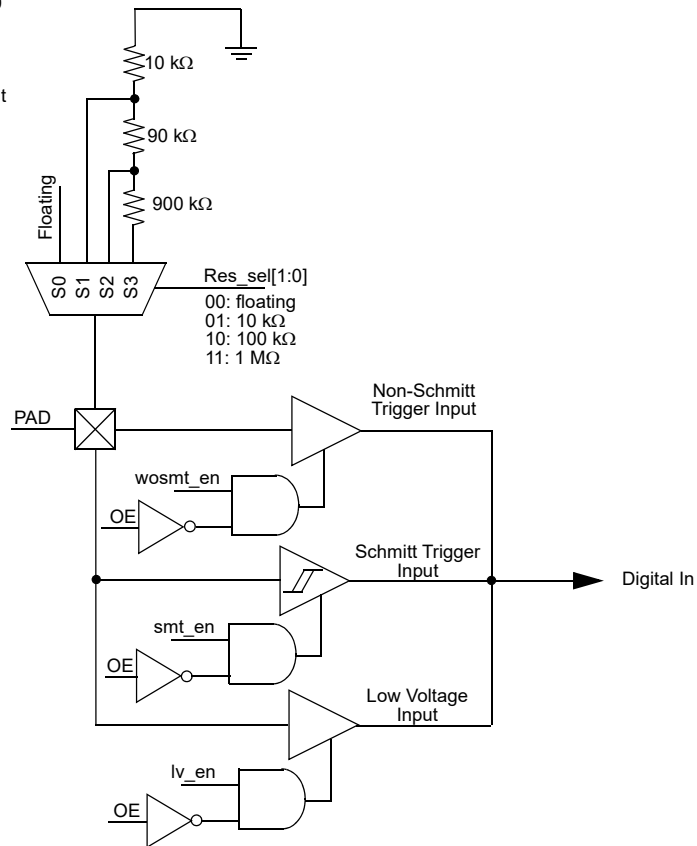 t
10 kΩ
90 kΩ
900 kΩ
Floating
S0
S1
S2
S3
Res_sel[1:0]
00: floating
01: 10 kΩ
10: 100 kΩ
11: 1 MΩ
PAD
Non-Schmitt
Trigger Input
wosmt_en
OE
Schmitt Trigger
Input
Digital In
smt_en
OE
Low Voltage
Input
lv_en
OE